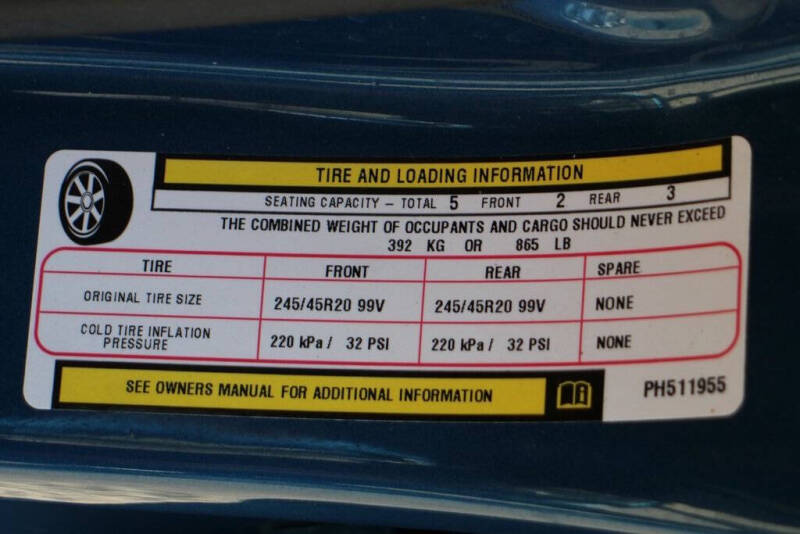 TIRE AND LOADING INFORMATION
SEATING CAPACITY – TOTAL 5 FRONT 2 REAR 3
THE COMBINED WEIGHT OF OCCUPANTS AND CARGO SHOULD NEVER EXCEED
392 KG OR 865 LB
TIRE FRONT REAR SPARE
ORIGINAL TIRE SIZE 245/45R20 99V 245/45R20 99V NONE
COLD TIRE INFLATION
PRESSURE 220 kPa / 32 PSI 220 kPa / 32 PSI NONE
SEE OWNERS MANUAL FOR ADDITIONAL INFORMATION
PH511955